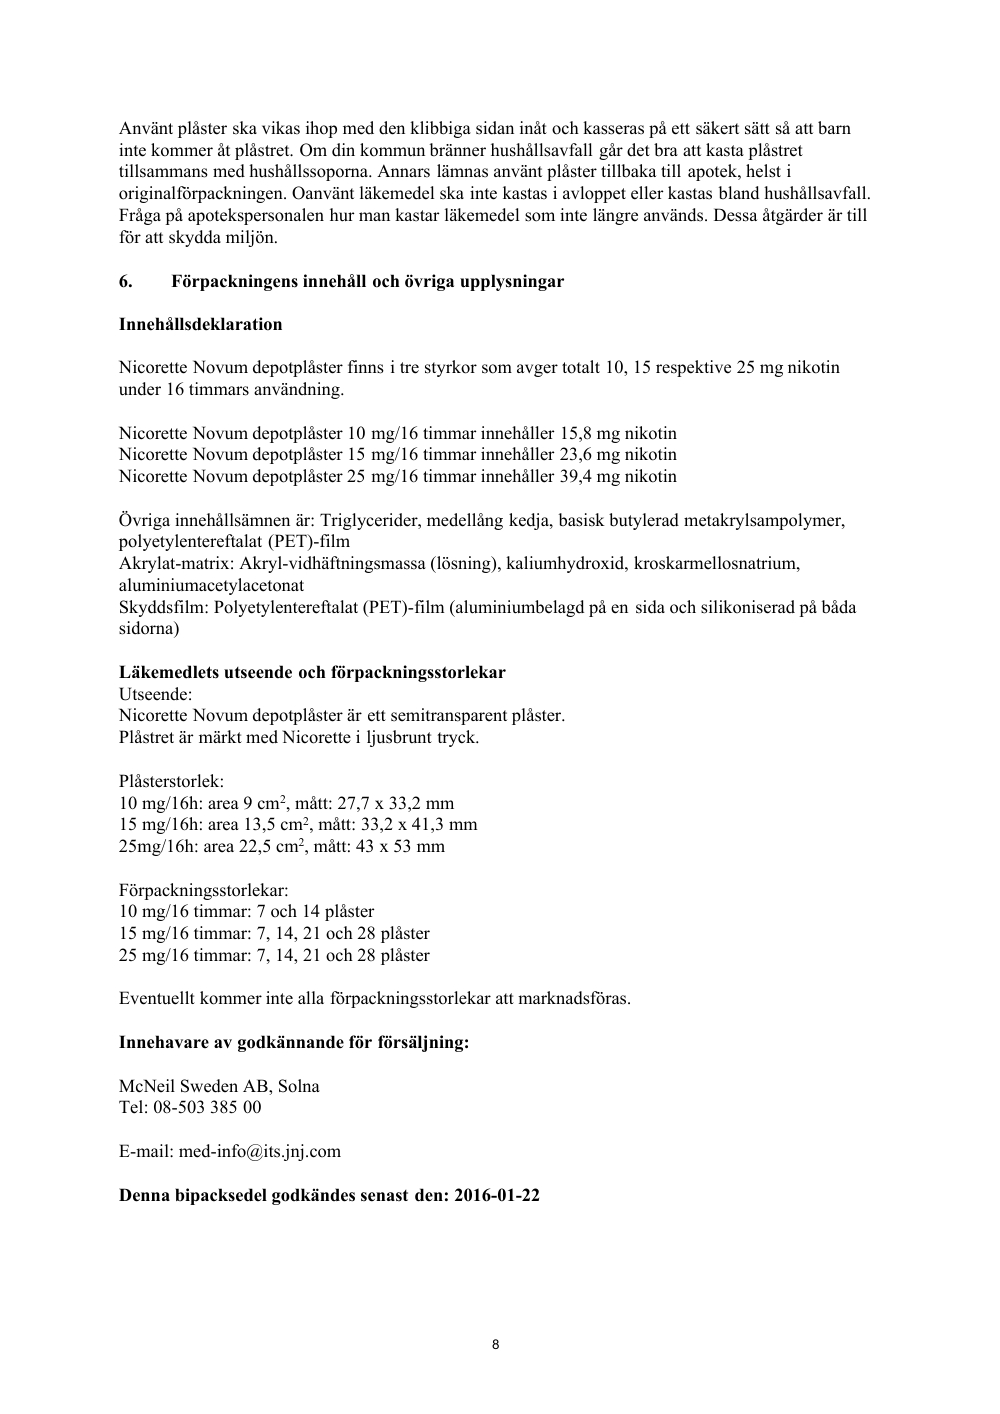 Använt plåster ska vikas ihop med den klibbiga sidan inåt och kasseras på ett säkert sätt så att barn
inte kommer åt plåstret. Om din kommun bränner hushållsavfall går det bra att kasta plåstret
tillsammans med hushållssoporna. Annars lämnas använt plåster tillbaka till apotek, helst i
originalförpackningen. Oanvänt läkemedel ska inte kastas i avloppet eller kastas bland hushållsavfall.
Fråga på apotekspersonalen hur man kastar läkemedel som inte längre används. Dessa åtgärder är till
för att skydda miljön.
6. Förpackningens innehåll och övriga upplysningar
Innehållsdeklaration
Nicorette Novum depotplåster finns i tre styrkor som avger totalt 10, 15 respektive 25 mg nikotin
under 16 timmars användning.
Nicorette Novum depotplåster 10 mg/16 timmar innehåller 15,8 mg nikotin
Nicorette Novum depotplåster 15 mg/16 timmar innehåller 23,6 mg nikotin
Nicorette Novum depotplåster 25 mg/16 timmar innehåller 39,4 mg nikotin
Övriga innehållsämnen är: Triglycerider, medellång kedja, basisk butylerad metakrylsampolymer,
polyetylentereftalat (PET)-film
Akrylat-matrix: Akryl-vidhäftningsmassa (lösning), kaliumhydroxid, kroskarmellosnatrium,
aluminiumacetylacetonat
Skyddsfilm: Polyetylentereftalat (PET)-film (aluminiumbelagd på en sida och silikoniserad på båda
sidorna)
Läkemedlets utseende och förpackningsstorlekar
Utseende:
Nicorette Novum depotplåster är ett semitransparent plåster.
Plåstret är märkt med Nicorette i ljusbrunt tryck.
Plåsterstorlek:
10 mg/16h: area 9 cm², mått: 27,7 x 33,2 mm
15 mg/16h: area 13,5 cm², mått: 33,2 x 41,3 mm
25mg/16h: area 22,5 cm², mått: 43 x 53 mm
Förpackningsstorlekar:
10 mg/16 timmar: 7 och 14 plåster
15 mg/16 timmar: 7, 14, 21 och 28 plåster
25 mg/16 timmar: 7, 14, 21 och 28 plåster
Eventuellt kommer inte alla förpackningsstorlekar att marknadsföras.
Innehavare av godkännande för försäljning:
McNeil Sweden AB, Solna
Tel: 08-503 385 00
E-mail: med-info@its.jnj.com
Denna bipacksedel godkändes senast den: 2016-01-22
8